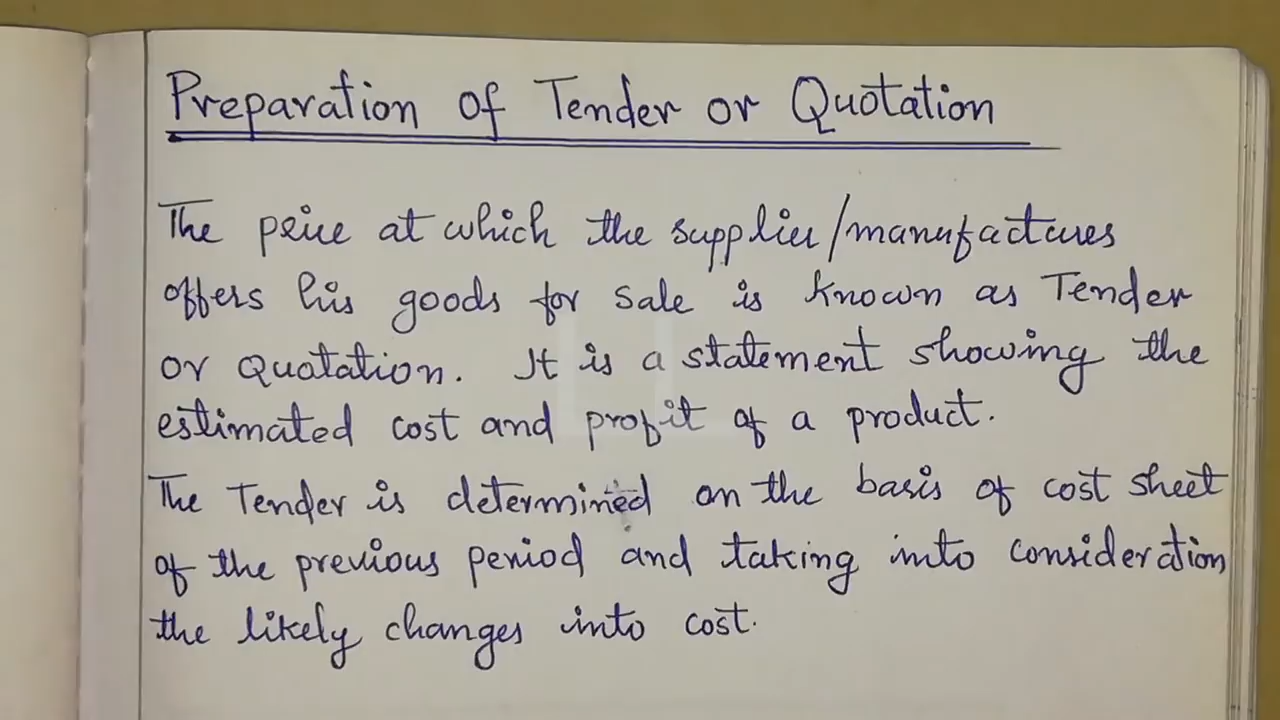 Preparation of Tender or Quotation
The price at which the supplier/manufactures
offers his goods for sale is known as Tender
or Quotation. It is a statement showing the
estimated cost and profit of a product.
The Tender is determined on the basis of cost sheet
of the previous period and taking into consideration
the likely changes into cost.